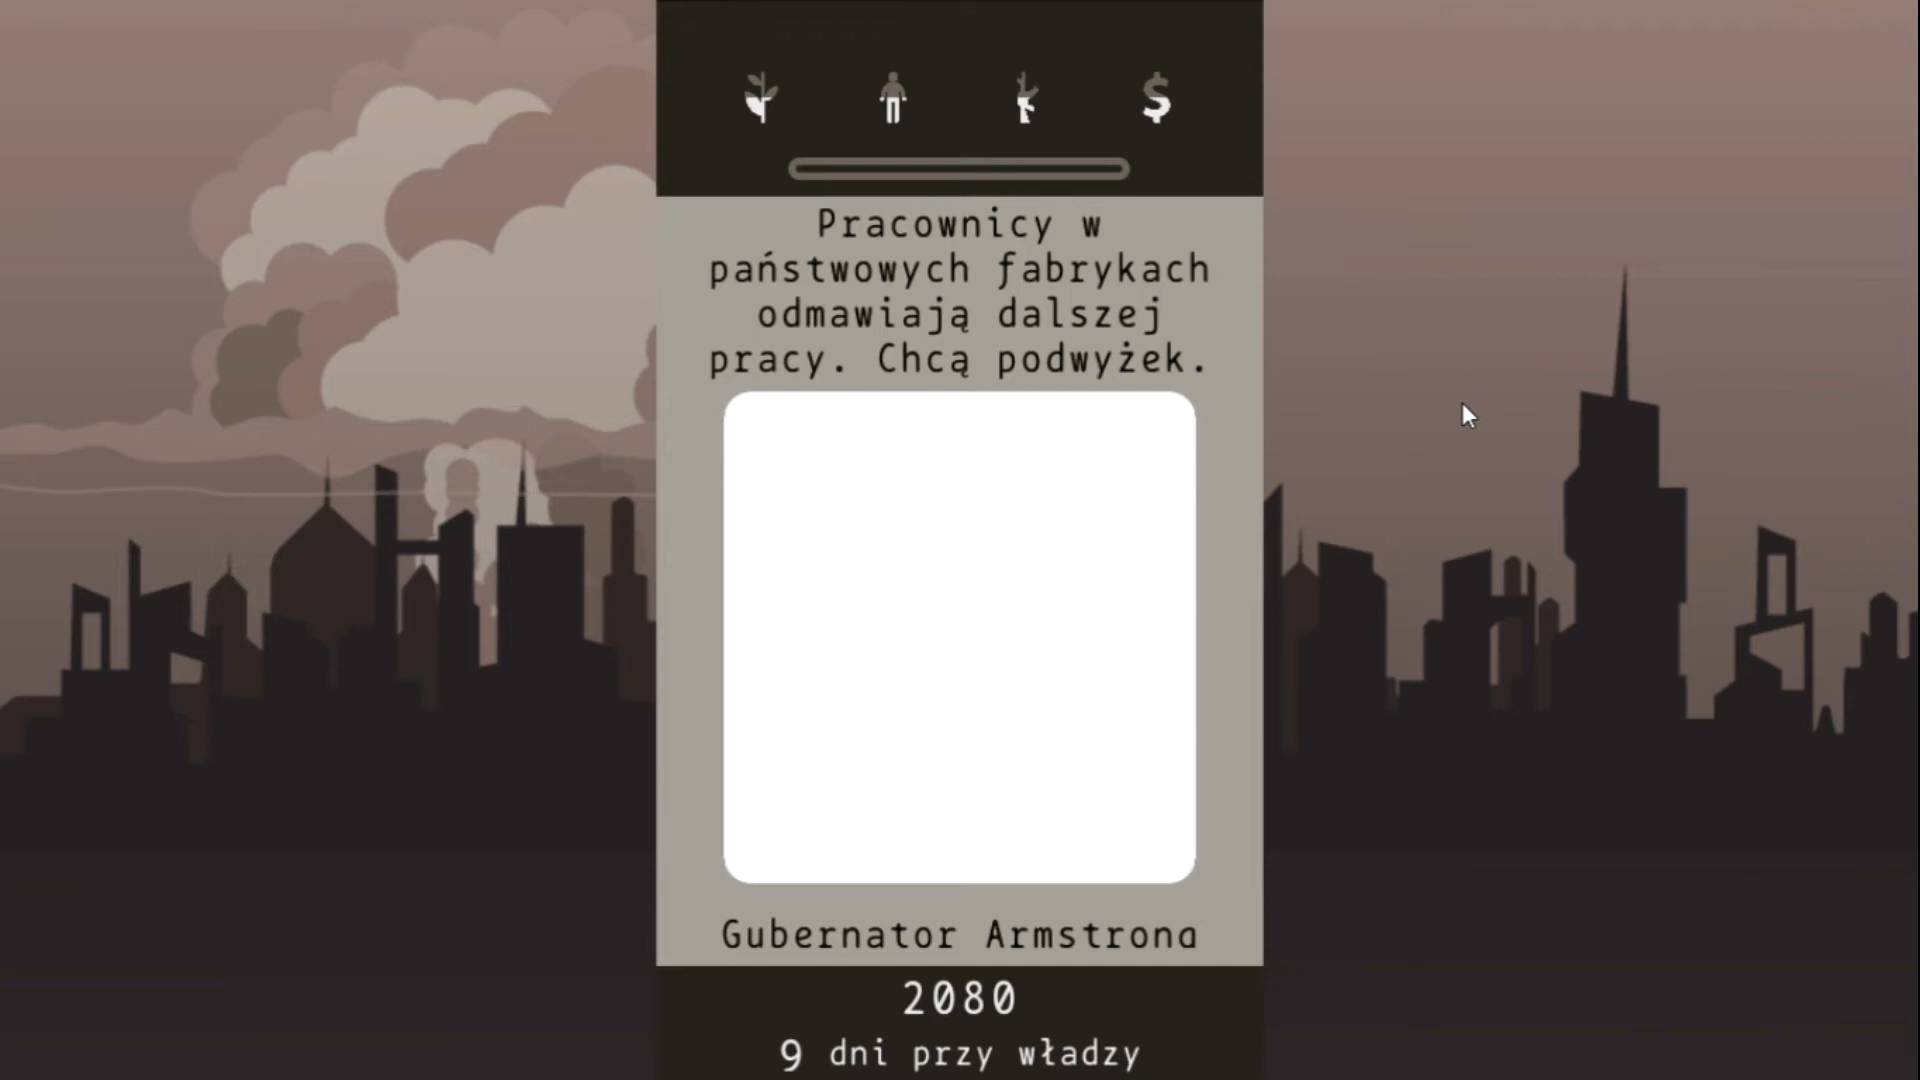 Pracownicy w
państwowych fabrykach
odmawiają dalszej
pracy. Chcą podwyżek.
Gubernator Armstrong
2080
9 dni przy władzy